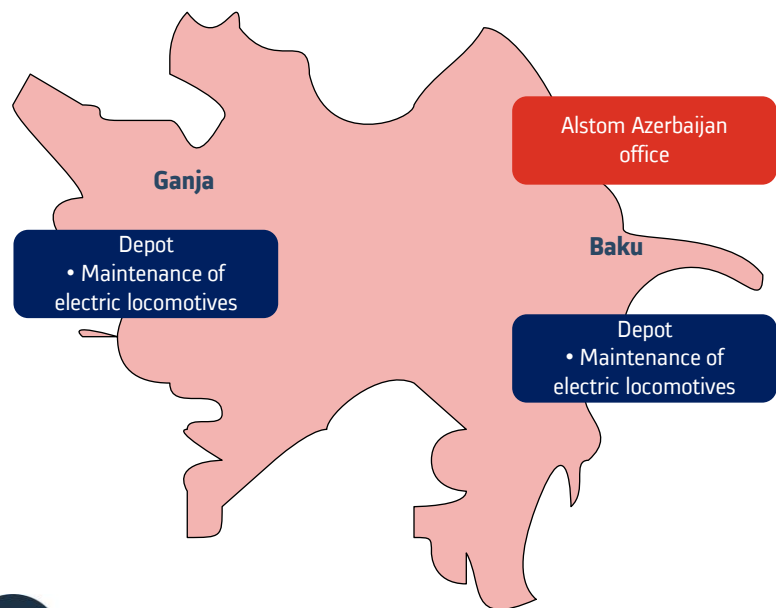 Alstom Azerbaijan
office
Ganja
Depot
• Maintenance of
electric locomotives
Baku
Depot
• Maintenance of
electric locomotives